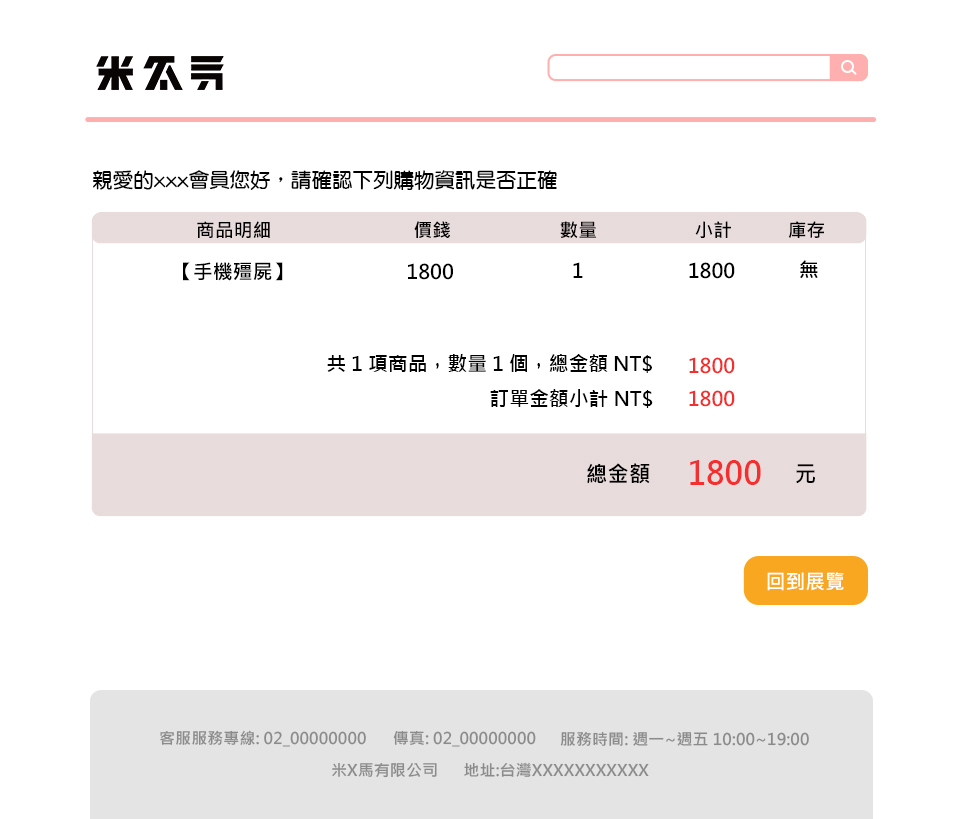 親愛的xxx會員您好，請確認下列購物資訊是否正確
商品明細 價錢 數量 小計 庫存
【手機殭屍】 1800 1 1800 無
共 1 項商品，數量 1 個，總金額 NT$ 1800
訂單金額小計 NT$ 1800
總金額 1800 元
回到展覽
客服服務專線: 02_00000000 傳真: 02_00000000 服務時間: 週一~週五 10:00~19:00
米X馬有限公司 地址:台灣XXXXXXXXXXX